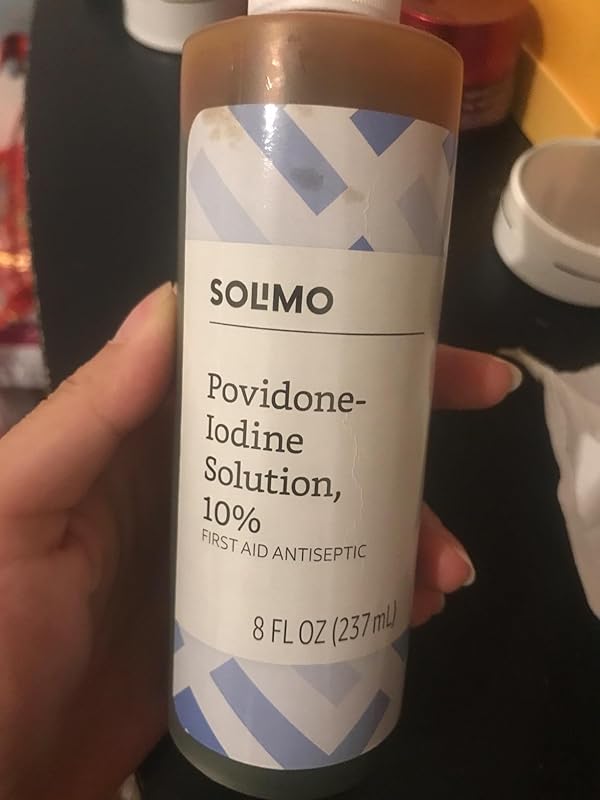 SOLIMO
Povidone-
Iodine
Solution,
10%
FIRST AID ANTISEPTIC
8 FL OZ (237 mL)